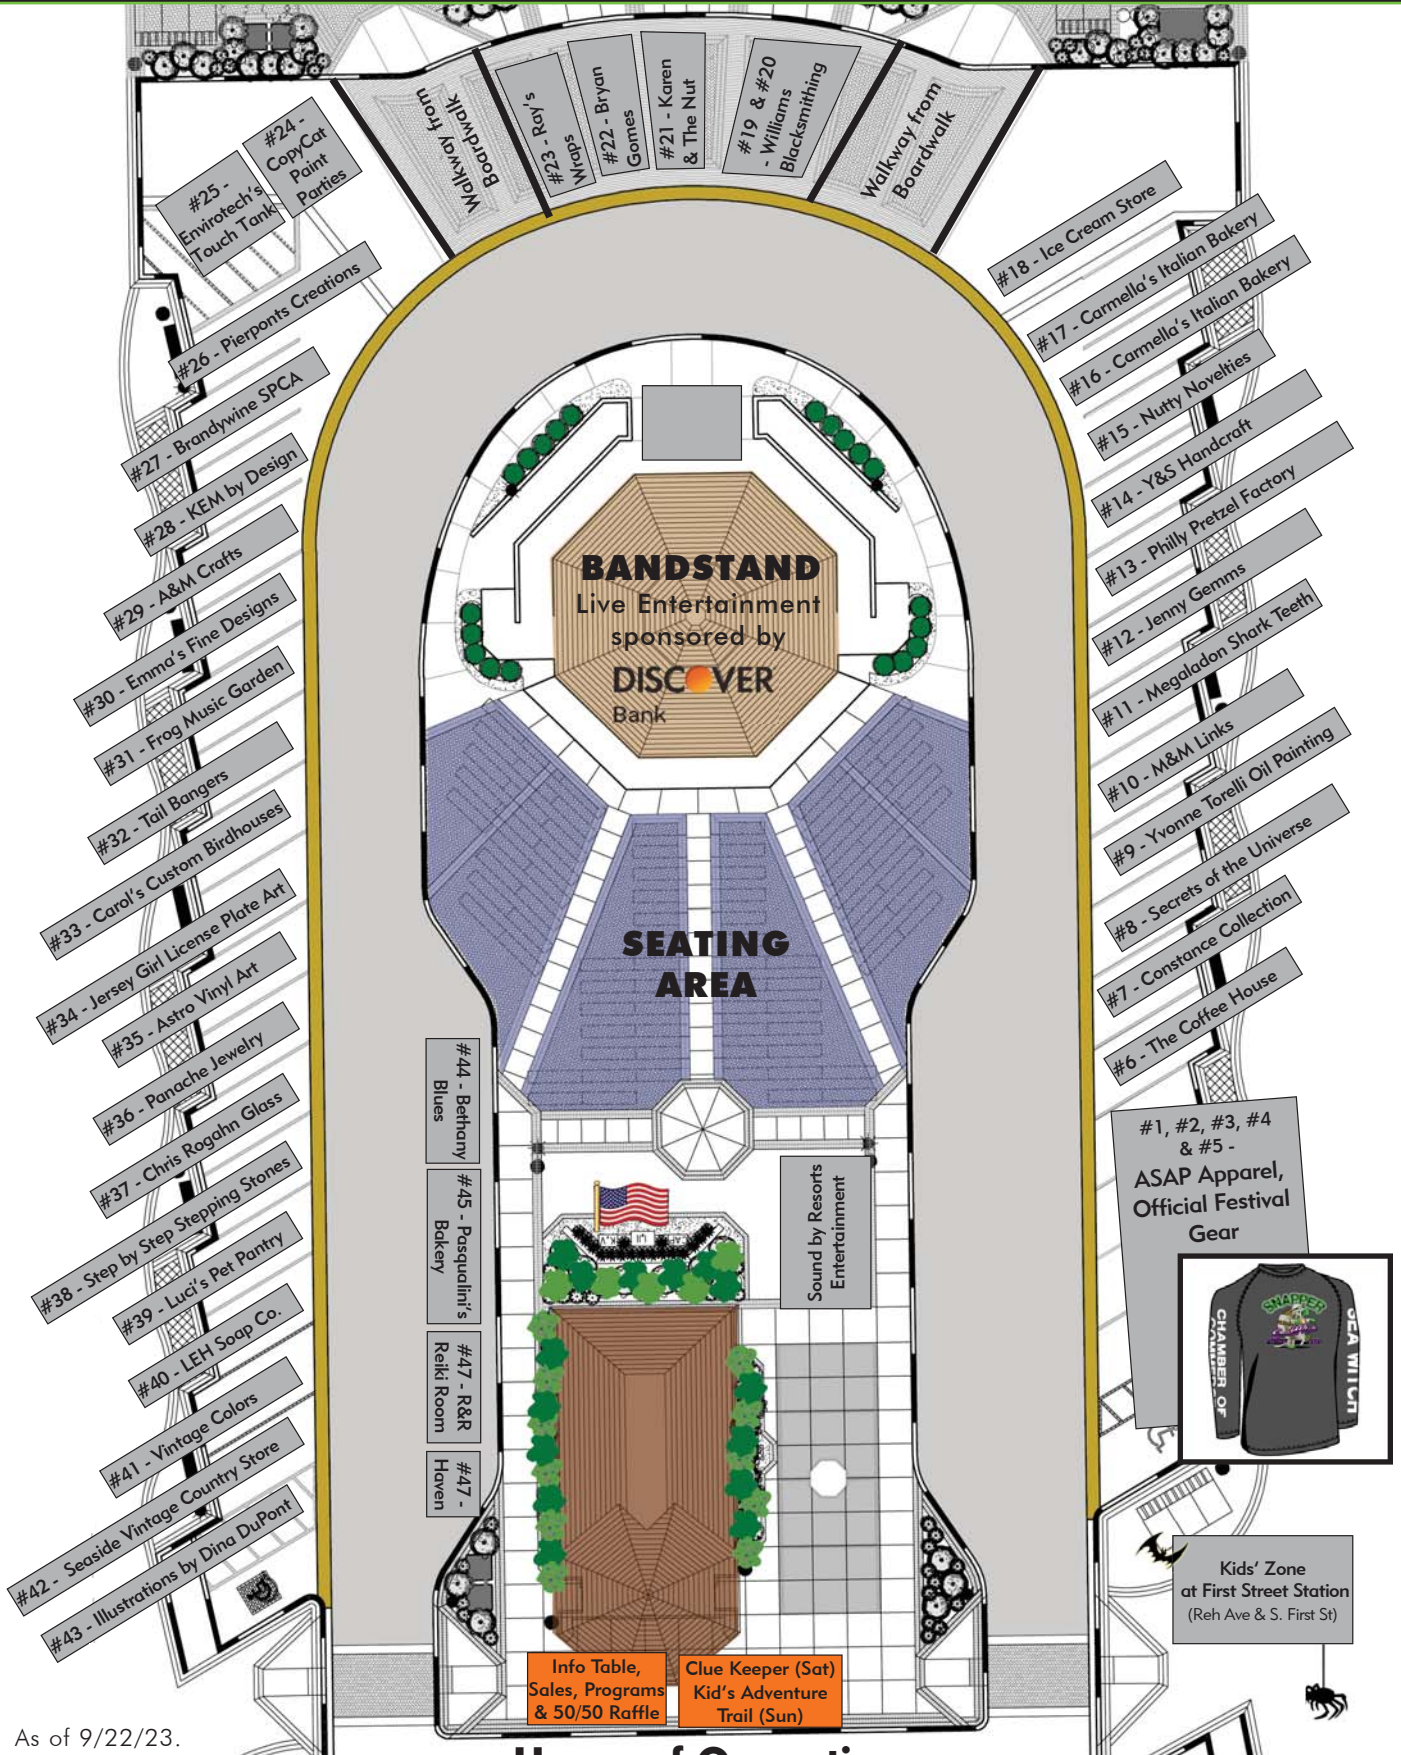 Walkway from
Boardwalk
#23 - Ray's
Wraps
#22 - Bryan
Gomes
#21 - Karen
& The Nut
#19 & #20
- Williams
Blacksmithing
Walkway from
Boardwalk
#24 -
CopyCat
Paint
Parties
#25 -
Envirotech's
Touch Tank
#26 - Pierponts Creations
#27 - Brandywine SPCA
#28 - KEM by Design
#29 - A&M Crafts
#30 - Emma's Fine Designs
#31 - Frog Music Garden
#32 - Tail Bangers
#33 - Carol's Custom Birdhouses
#34 - Jersey Girl License Plate Art
#35 - Astro Vinyl Art
#36 - Panache Jewelry
#37 - Chris Rogahn Glass
#38 - Step by Step Stepping Stones
#39 - Luci's Pet Pantry
#40 - LEH Soap Co.
#41 - Vintage Colors
#42 - Seaside Vintage Country Store
#43 - Illustrations by Dina DuPont
#18 - Ice Cream Store
#17 - Carmella's Italian Bakery
#16 - Carmella's Italian Bakery
#15 - Nutty Novelties
#14 - Y&S Handcraft
#13 - Philly Pretzel Factory
#12 - Jenny Gemms
#11 - Megaladon Shark Teeth
#10 - M&M Links
#9 - Yvonne Torelli Oil Painting
#8 - Secrets of the Universe
#7 - Constance Collection
#6 - The Coffee House
#1, #2, #3, #4
& #5 -
ASAP Apparel,
Official Festival
Gear
SNAPPER
CHAMBER OF
SEA WITCH
BANDSTAND
Live Entertainment
sponsored by
DISCOVER
Bank
SEATING
AREA
#44 - Bethany
Blues
#45 - Pasqualini's
Bakery
#47 - R&R
Reiki Room
#47 -
Haven
Sound by Resorts
Entertainment
Kids' Zone
at First Street Station
(Reh Ave & S. First St)
Info Table,
Sales, Programs
& 50/50 Raffle
Clue Keeper (Sat)
Kid's Adventure
Trail (Sun)
As of 9/22/23.